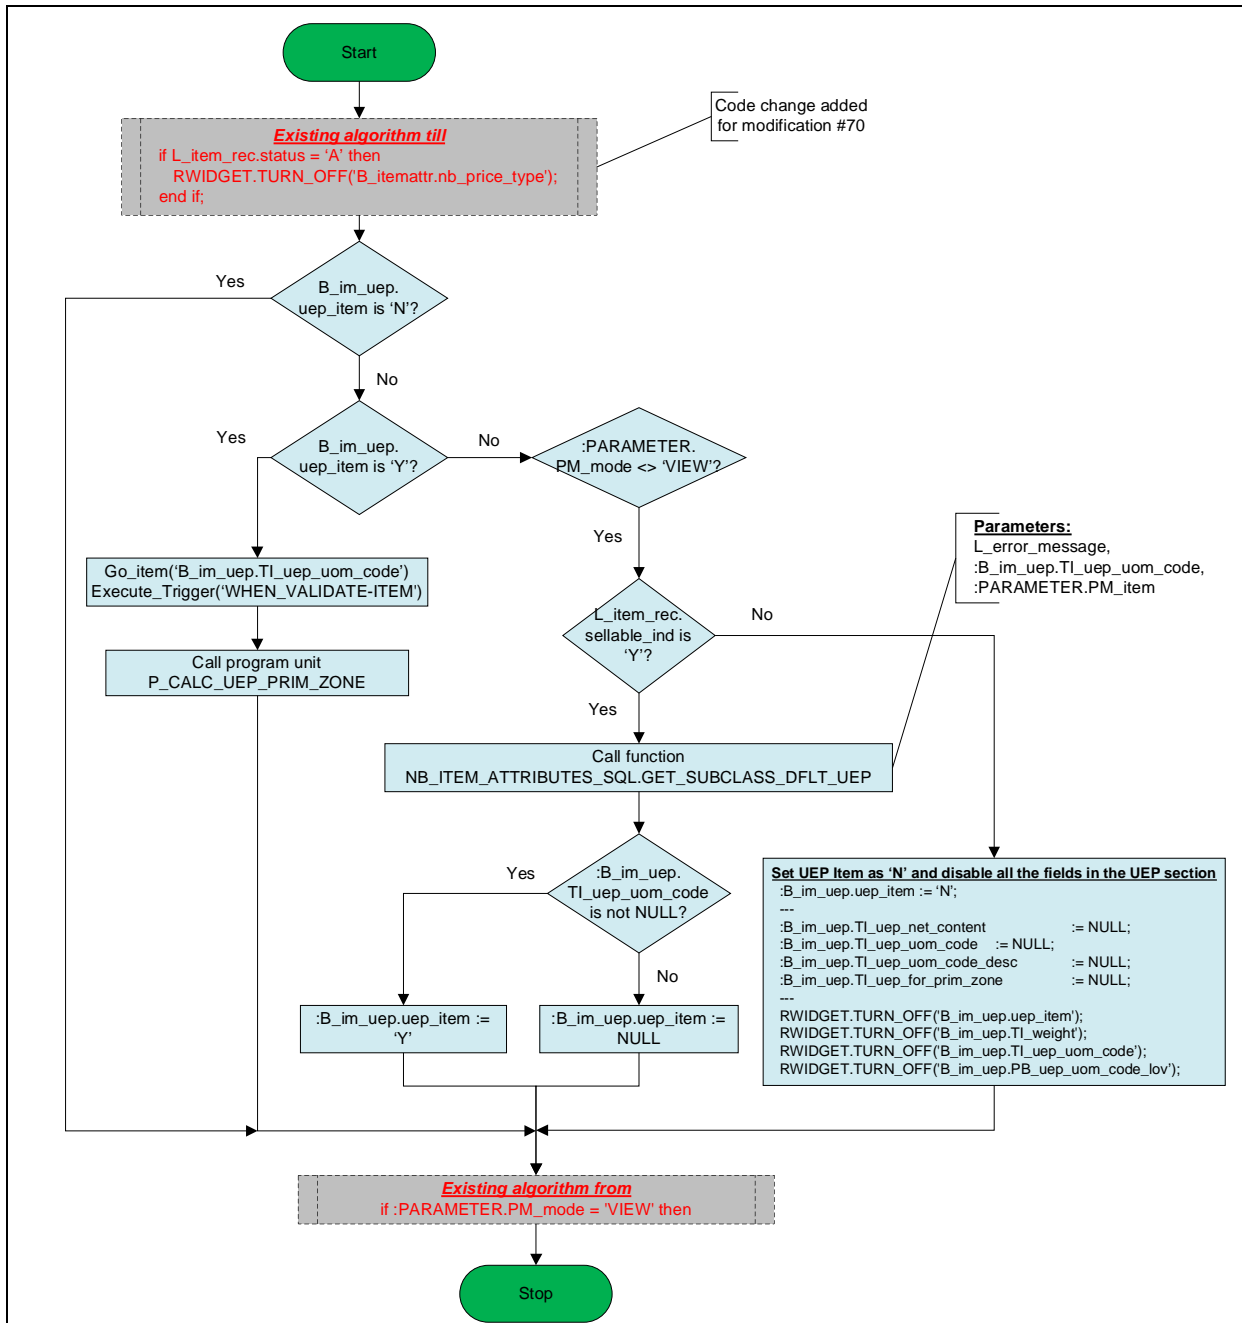 Start
Code change added
for modification #70
Existing algorithm till
if L_item_rec.status = ‘A’ then
RWIDGET.TURN_OFF('B_itemattr.nb_price_type');
end if;
Yes
B_im_uep.
uep_item is ‘N’?
No
Yes
B_im_uep.
uep_item is ‘Y’?
No
:PARAMETER.
PM_mode <> ‘VIEW’?
Parameters:
L_error_message,
:B_im_uep.TI_uep_uom_code,
:PARAMETER.PM_item
Yes
Go_item(‘B_im_uep.TI_uep_uom_code’)
Execute_Trigger(‘WHEN_VALIDATE-ITEM’)
L_item_rec.
sellable_ind is
‘Y’?
No
Call program unit
P_CALC_UEP_PRIM_ZONE
Yes
Call function
NB_ITEM_ATTRIBUTES_SQL.GET_SUBCLASS_DFLT_UEP
Yes
:B_im_uep.
TI_uep_uom_code
is not NULL?
No
Set UEP Item as ‘N’ and disable all the fields in the UEP section
:B_im_uep.uep_item := ‘N’;
---
:B_im_uep.TI_uep_net_content := NULL;
:B_im_uep.TI_uep_uom_code := NULL;
:B_im_uep.TI_uep_uom_code_desc := NULL;
:B_im_uep.TI_uep_for_prim_zone := NULL;
---
RWIDGET.TURN_OFF('B_im_uep.uep_item');
RWIDGET.TURN_OFF('B_im_uep.TI_weight');
RWIDGET.TURN_OFF('B_im_uep.TI_uep_uom_code');
RWIDGET.TURN_OFF('B_im_uep.PB_uep_uom_code_lov');
:B_im_uep.uep_item :=
‘Y’
:B_im_uep.uep_item :=
NULL
Existing algorithm from
if :PARAMETER.PM_mode = 'VIEW' then
Stop